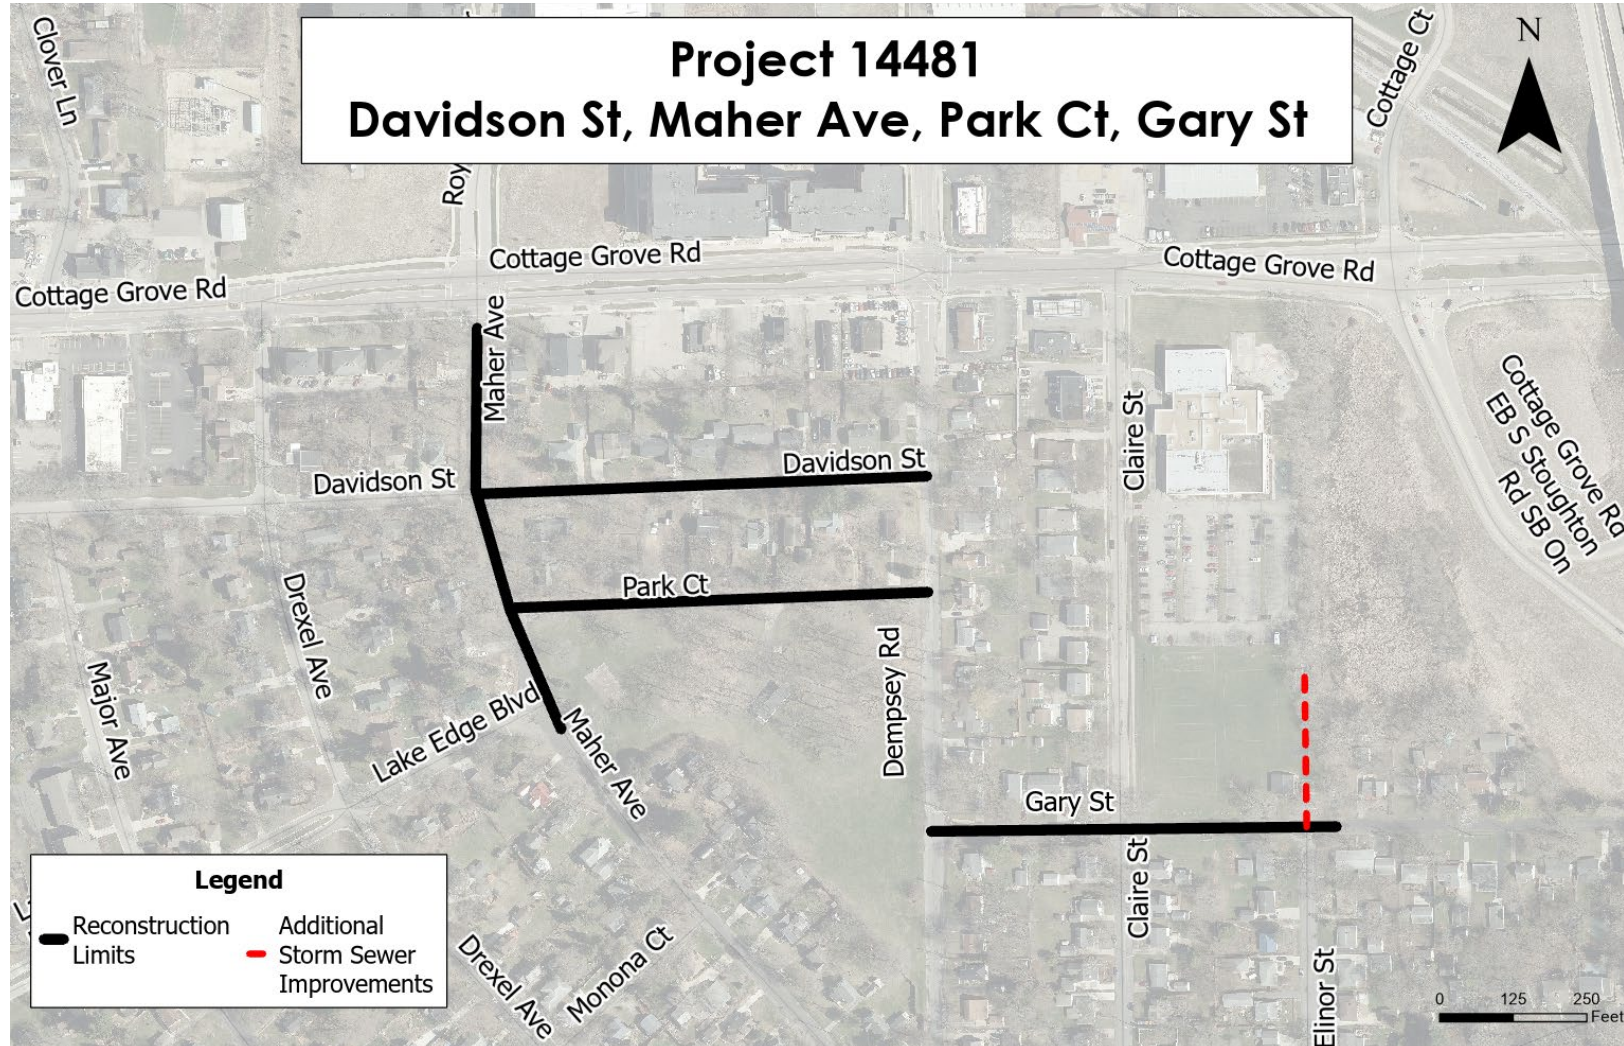 Project 14481
Davidson St, Maher Ave, Park Ct, Gary St
N
Clover Ln
Roy
Cottage Ct
Cottage Grove Rd
Cottage Grove Rd
Cottage Grove Rd
Maher Ave
Davidson St
Davidson St
Claire St
Cottage Grove Rd
EB S Stoughton
Rd SB On
Park Ct
Drexel Ave
Major Ave
Lake Edge Blvd
Maher Ave
Dempsey Rd
Gary St
Claire St
Drexel Ave
Monona Ct
Elinor St
Legend
Reconstruction
Limits
Additional
Storm Sewer
Improvements
0 125 250
Feet